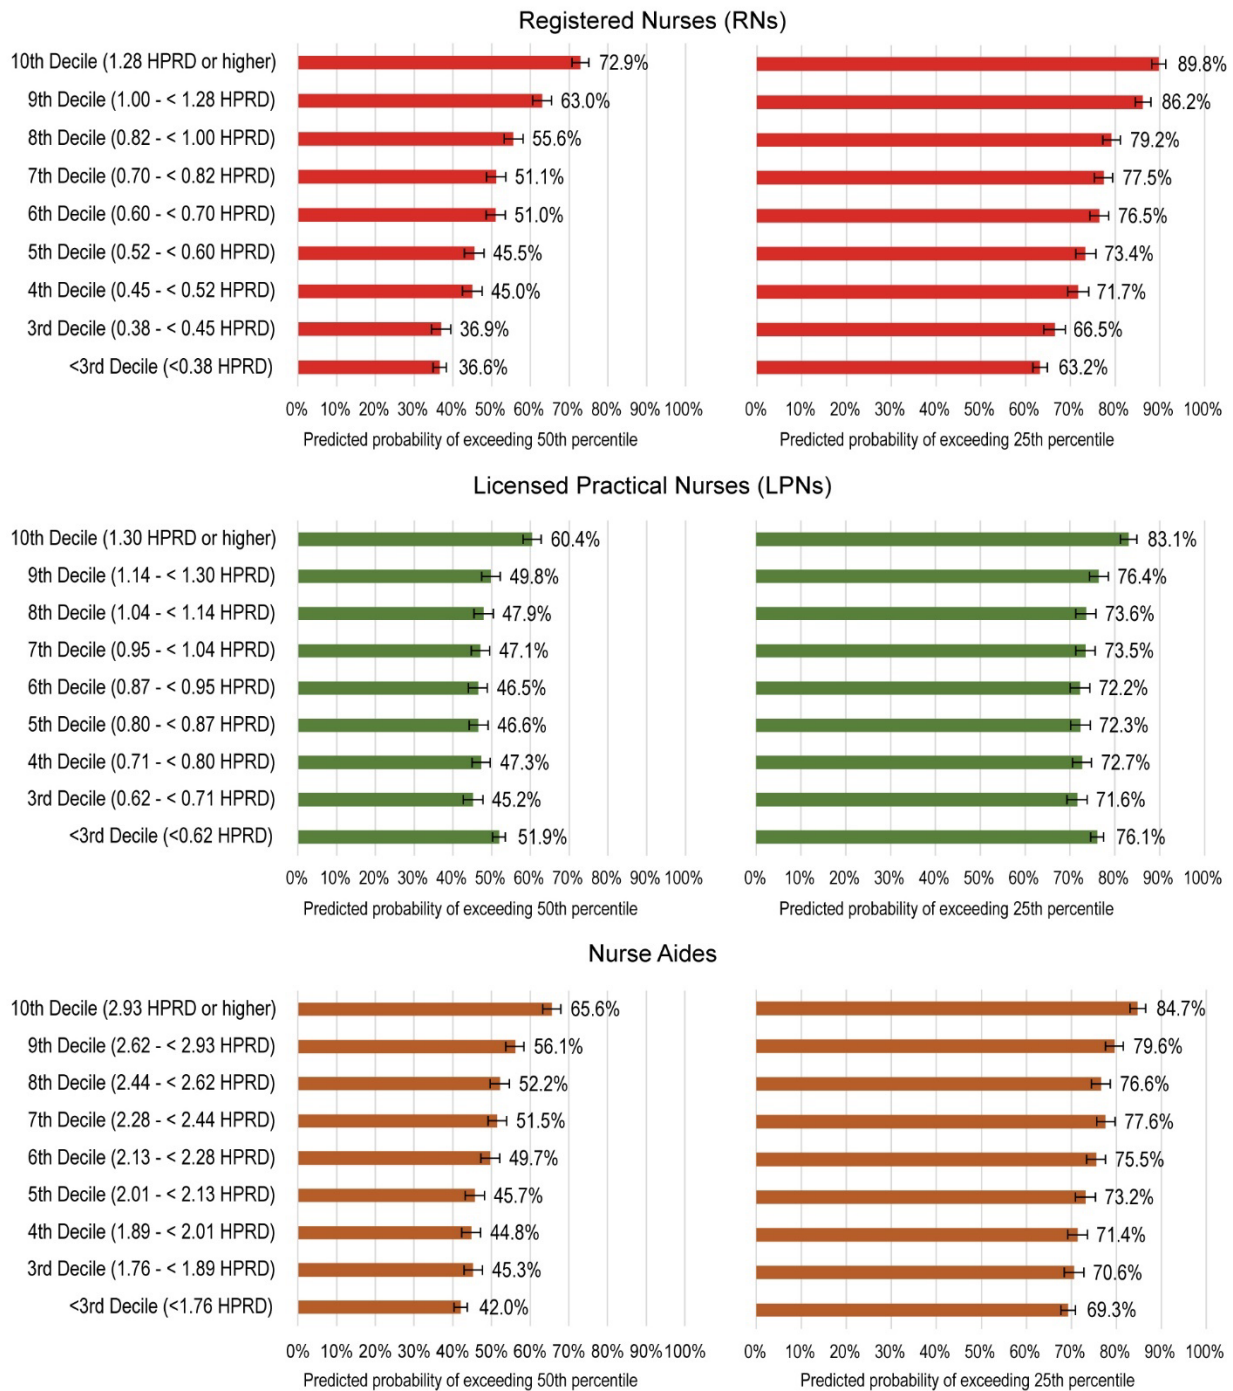 Registered Nurses (RNs)
10th Decile (1.28 HPRD or higher) 72.9% 89.8%
9th Decile (1.00 - < 1.28 HPRD) 63.0% 86.2%
8th Decile (0.82 - < 1.00 HPRD) 55.6% 79.2%
7th Decile (0.70 - < 0.82 HPRD) 51.1% 77.5%
6th Decile (0.60 - < 0.70 HPRD) 51.0% 76.5%
5th Decile (0.52 - < 0.60 HPRD) 45.5% 73.4%
4th Decile (0.45 - < 0.52 HPRD) 45.0% 71.7%
3rd Decile (0.38 - < 0.45 HPRD) 36.9% 66.5%
<3rd Decile (<0.38 HPRD) 36.6% 63.2%
0% 10% 20% 30% 40% 50% 60% 70% 80% 90% 100% 0% 10% 20% 30% 40% 50% 60% 70% 80% 90% 100%
Predicted probability of exceeding 50th percentile Predicted probability of exceeding 25th percentile
Licensed Practical Nurses (LPNs)
10th Decile (1.30 HPRD or higher) 60.4% 83.1%
9th Decile (1.14 - < 1.30 HPRD) 49.8% 76.4%
8th Decile (1.04 - < 1.14 HPRD) 47.9% 73.6%
7th Decile (0.95 - < 1.04 HPRD) 47.1% 73.5%
6th Decile (0.87 - < 0.95 HPRD) 46.5% 72.2%
5th Decile (0.80 - < 0.87 HPRD) 46.6% 72.3%
4th Decile (0.71 - < 0.80 HPRD) 47.3% 72.7%
3rd Decile (0.62 - < 0.71 HPRD) 45.2% 71.6%
<3rd Decile (<0.62 HPRD) 51.9% 76.1%
0% 10% 20% 30% 40% 50% 60% 70% 80% 90% 100% 0% 10% 20% 30% 40% 50% 60% 70% 80% 90% 100%
Predicted probability of exceeding 50th percentile Predicted probability of exceeding 25th percentile
Nurse Aides
10th Decile (2.93 HPRD or higher) 65.6% 84.7%
9th Decile (2.62 - < 2.93 HPRD) 56.1% 79.6%
8th Decile (2.44 - < 2.62 HPRD) 52.2% 76.6%
7th Decile (2.28 - < 2.44 HPRD) 51.5% 77.6%
6th Decile (2.13 - < 2.28 HPRD) 49.7% 75.5%
5th Decile (2.01 - < 2.13 HPRD) 45.7% 73.2%
4th Decile (1.89 - < 2.01 HPRD) 44.8% 71.4%
3rd Decile (1.76 - < 1.89 HPRD) 45.3% 70.6%
<3rd Decile (<1.76 HPRD) 42.0% 69.3%
0% 10% 20% 30% 40% 50% 60% 70% 80% 90% 100% 0% 10% 20% 30% 40% 50% 60% 70% 80% 90% 100%
Predicted probability of exceeding 50th percentile Predicted probability of exceeding 25th percentile